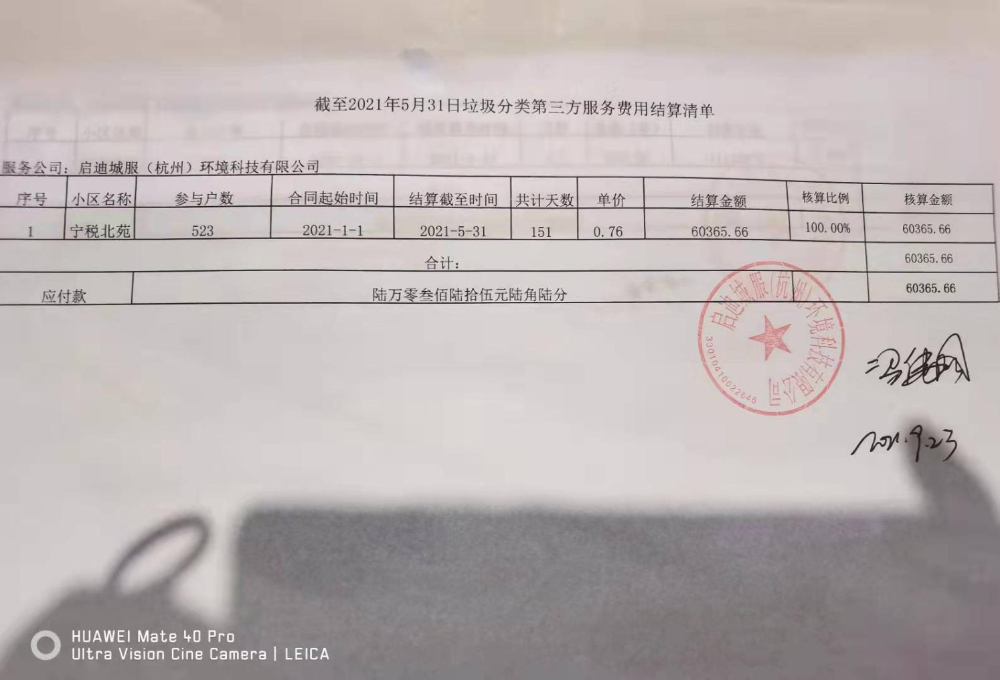 截至2021年5月31日垃圾分类第三方服务费用结算清单
服务公司：启迪城服（杭州）环境科技有限公司
序号 小区名称 参与户数 合同起始时间 结算截至时间 共计天数 单价 结算金额 核算比例 核算金额
1 宁税北苑 523 2021-1-1 2021-5-31 151 0.76 60365.66 100.00% 60365.66
合计： 60365.66
应付款 陆万零叁佰陆拾伍元陆角陆分 60365.66
启迪城服（杭州）环境科技有限公司
33010410022646
2021.9.23
HUAWEI Mate 40 Pro
Ultra Vision Cine Camera | LEICA